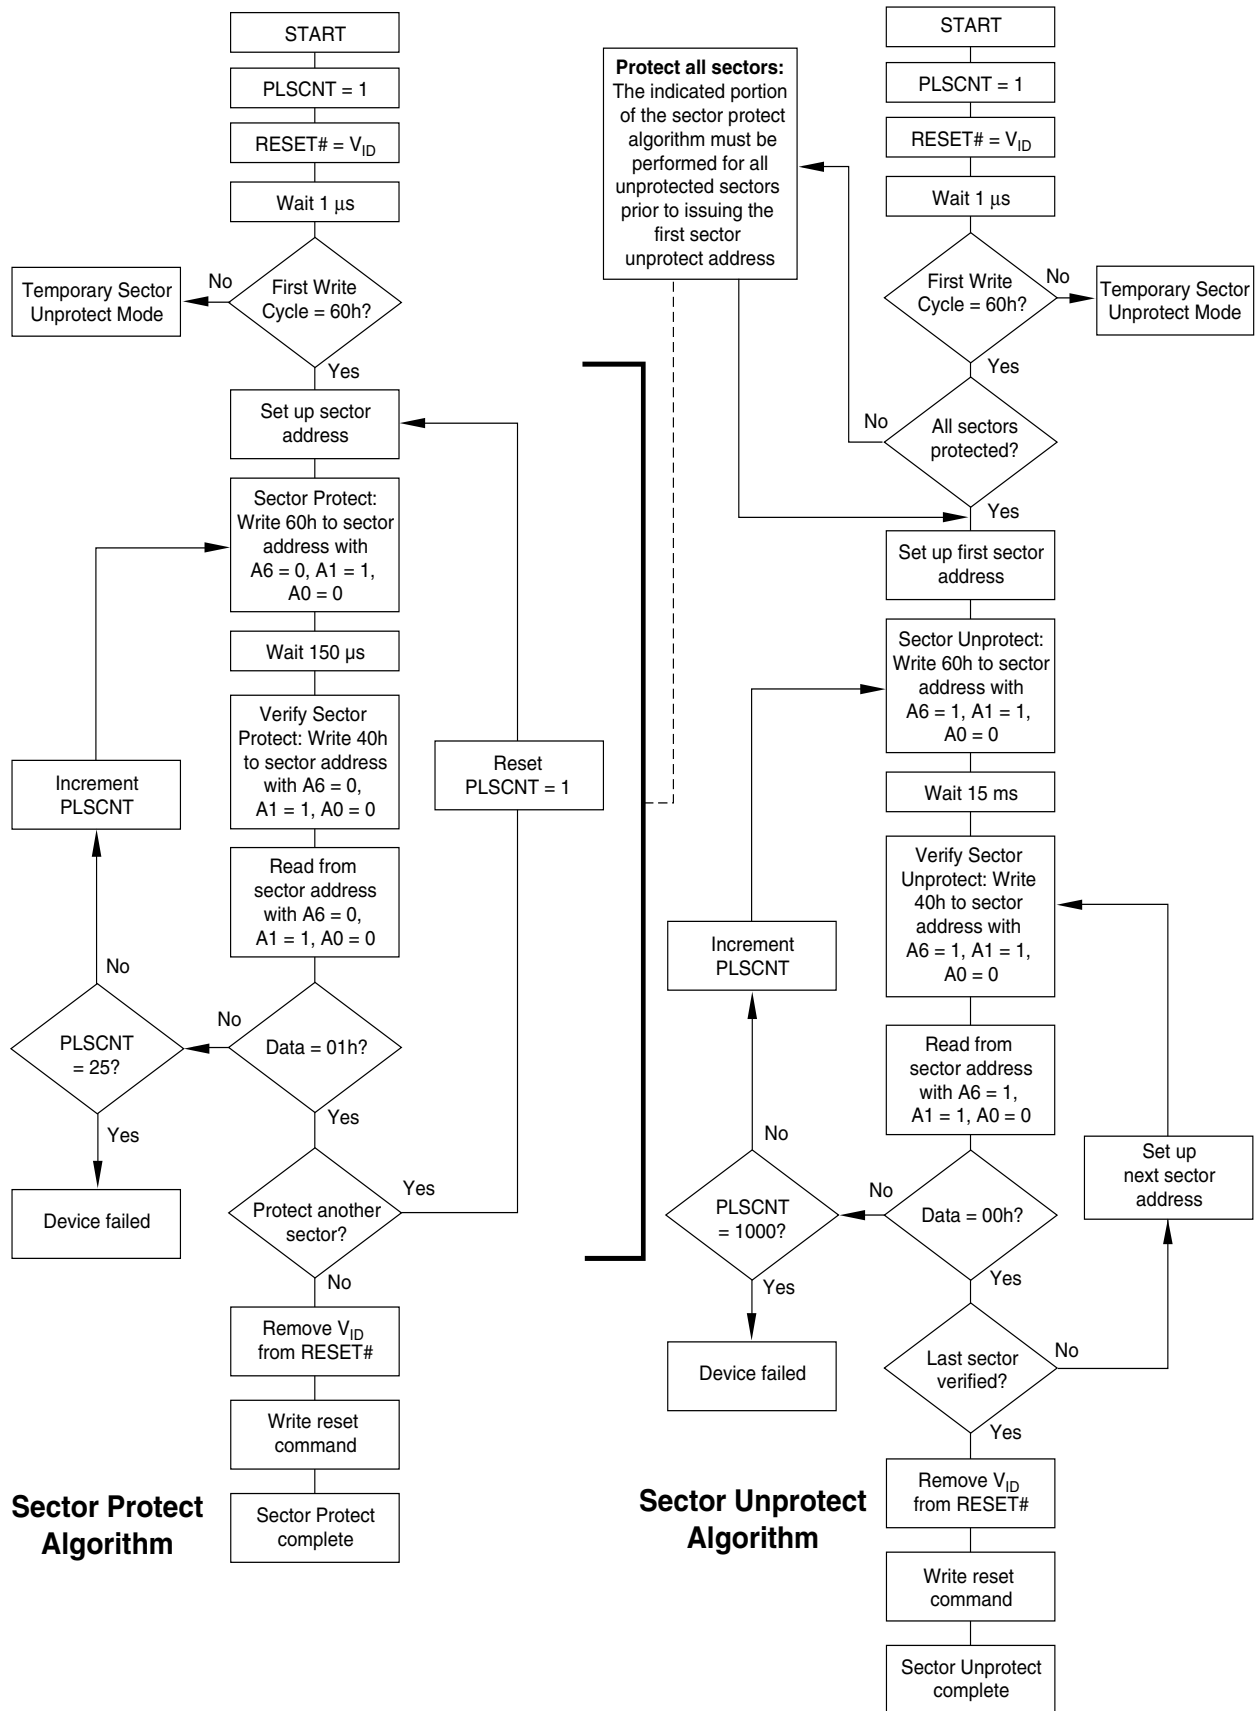 START
PLSCNT = 1
RESET# = VID
Wait 1 μs
First Write
Cycle = 60h?
No
Temporary Sector
Unprotect Mode
Yes
Set up sector
address
Sector Protect:
Write 60h to sector
address with
A6 = 0, A1 = 1,
A0 = 0
Wait 150 µs
Verify Sector
Protect: Write 40h
to sector address
with A6 = 0,
A1 = 1, A0 = 0
Reset
PLSCNT = 1
Increment
PLSCNT
Read from
sector address
with A6 = 0,
A1 = 1, A0 = 0
No
No
PLSCNT
= 25?
Data = 01h?
Yes
Yes
Device failed
Protect another
sector?
Yes
No
Remove VID
from RESET#
Write reset
command
Sector Protect
complete
Sector Protect
Algorithm
START
Protect all sectors:
The indicated portion
of the sector protect
algorithm must be
performed for all
unprotected sectors
prior to issuing the
first sector
unprotect address
PLSCNT = 1
RESET# = VID
Wait 1 μs
First Write
Cycle = 60h?
No
Temporary Sector
Unprotect Mode
Yes
No
All sectors
protected?
Yes
Set up first sector
address
Sector Unprotect:
Write 60h to sector
address with
A6 = 1, A1 = 1,
A0 = 0
Wait 15 ms
Verify Sector
Unprotect: Write
40h to sector
address with
A6 = 1, A1 = 1,
A0 = 0
Increment
PLSCNT
Read from
sector address
with A6 = 1,
A1 = 1, A0 = 0
No
Set up
next sector
address
No
PLSCNT
= 1000?
Data = 00h?
Yes
Yes
Device failed
Last sector
verified?
No
Yes
Remove VID
from RESET#
Write reset
command
Sector Unprotect
complete
Sector Unprotect
Algorithm